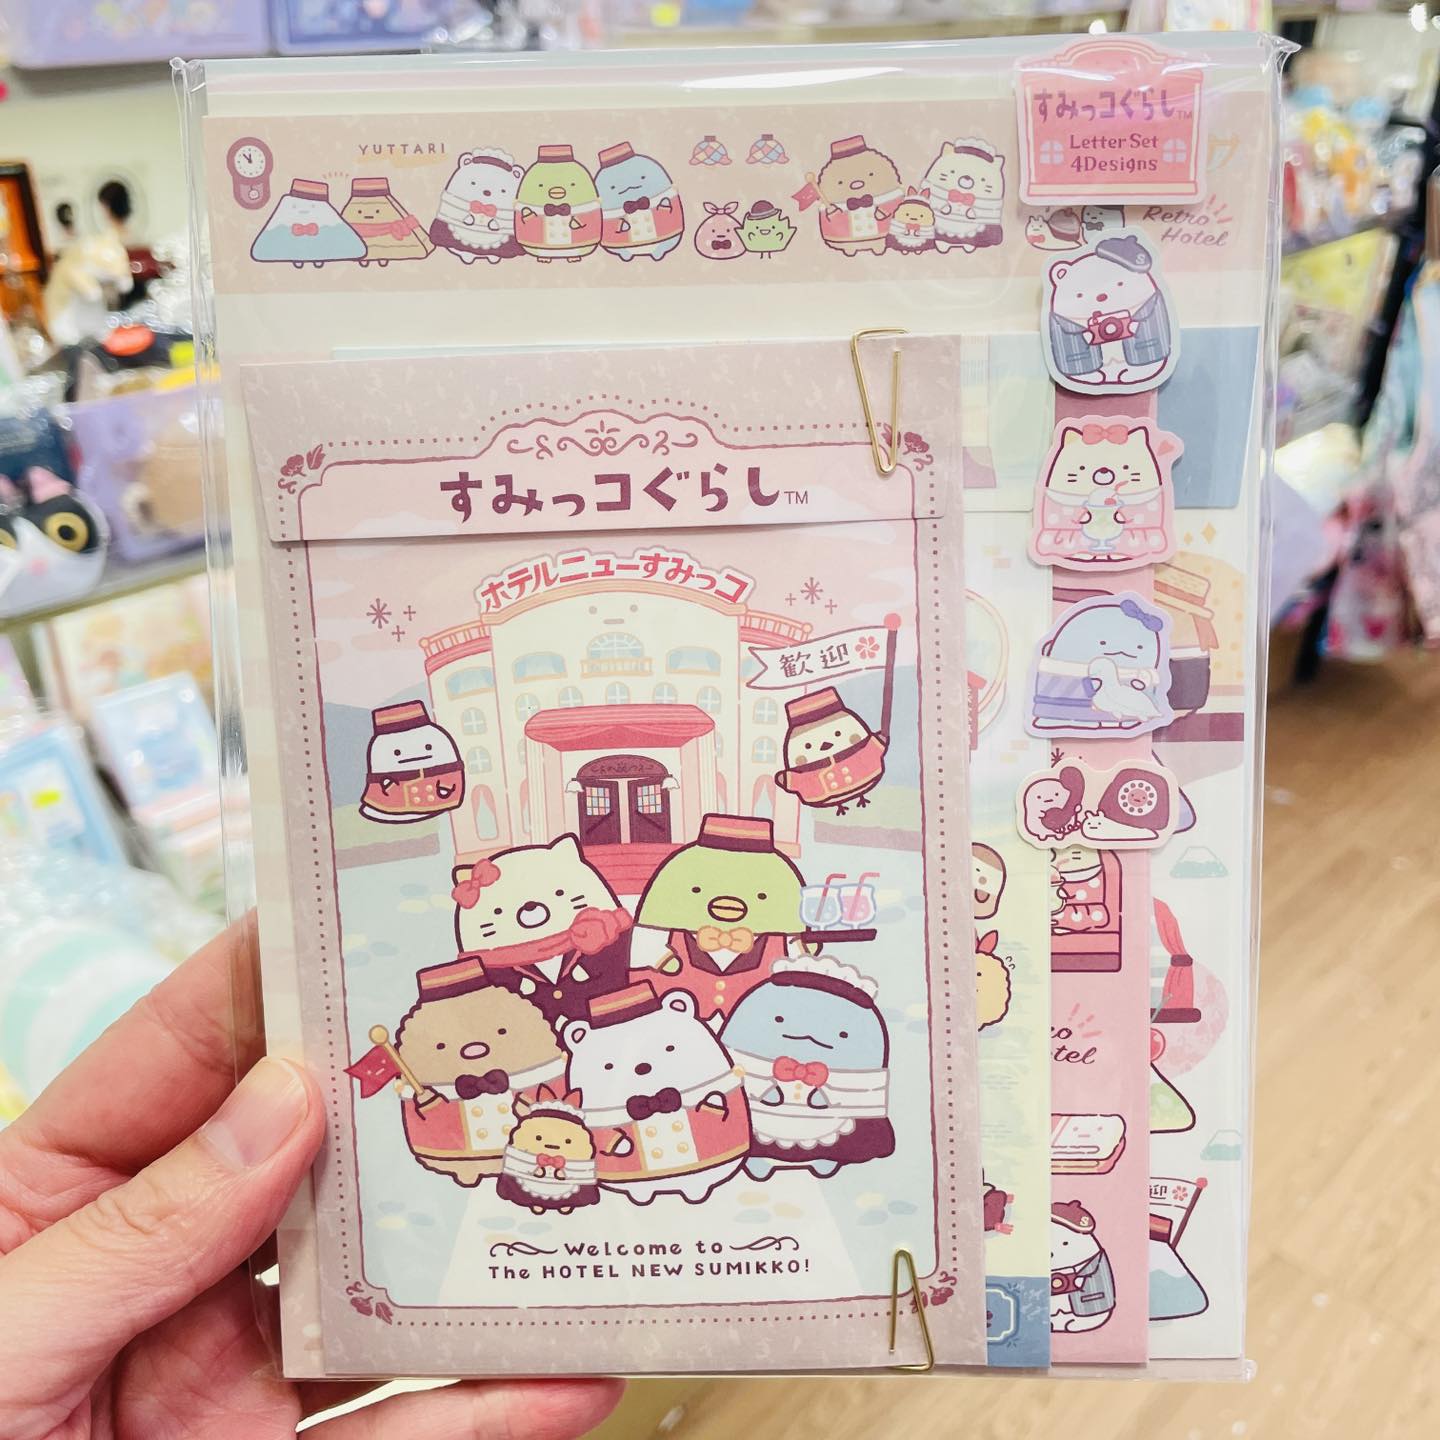 すみっコぐらし™
Letter Set
4Designs
YUTTARI
Retro
Hotel
すみっコぐらし™
ホテルニューすみっコ
歓迎
Welcome to
The HOTEL NEW SUMIKKO!
S
迎
S